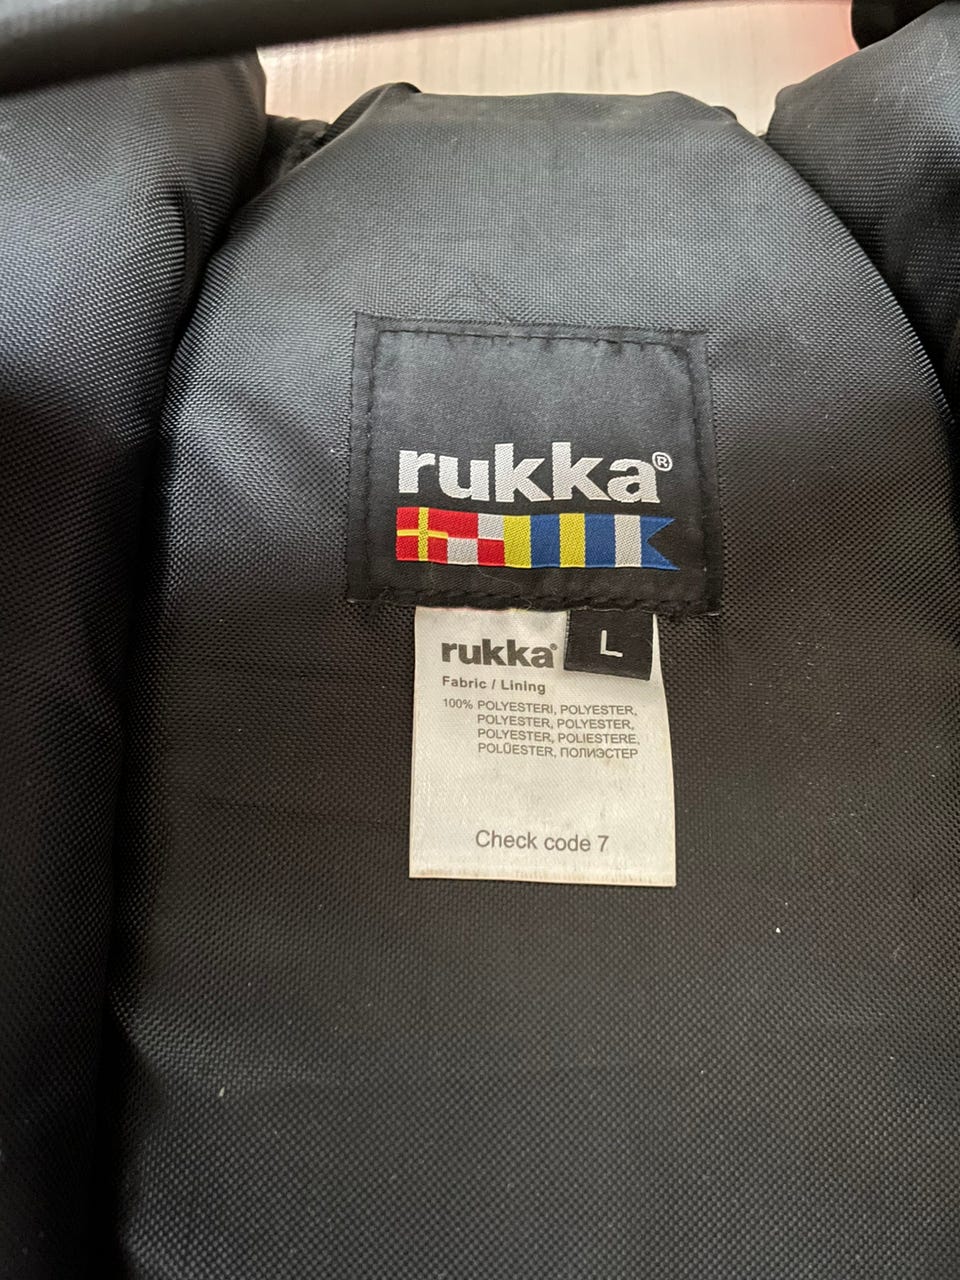 rukka®
L
rukka®
Fabric / Lining
100% POLYESTERI, POLYESTER,
POLYESTER, POLYESTER,
POLYESTER, POLIESTERE,
POLÜESTER, ПОЛИЭСТЕР
Check code 7